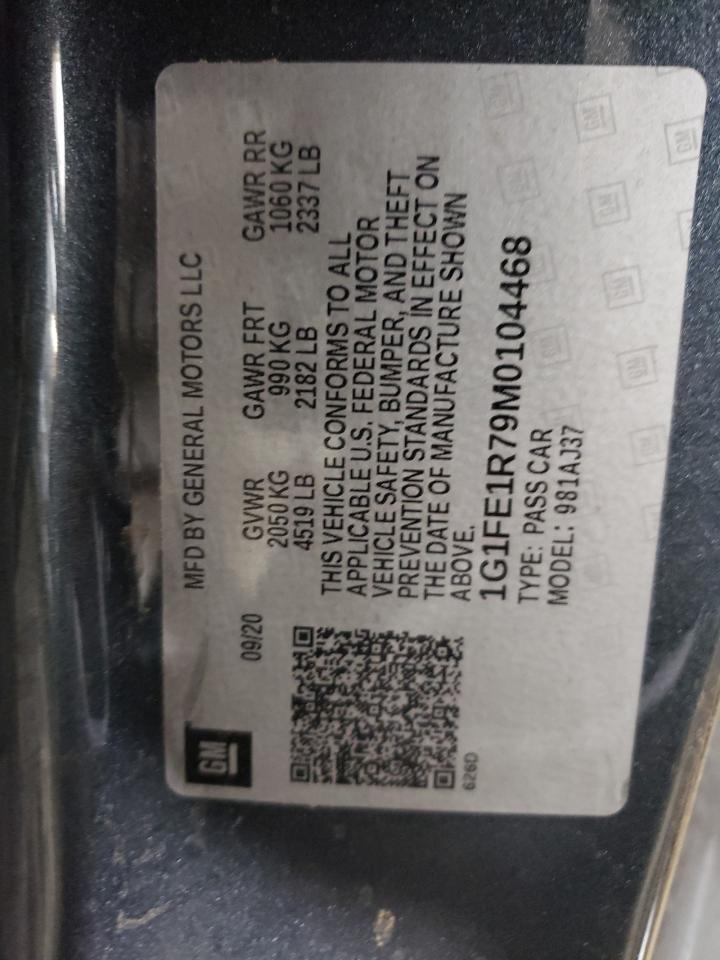 GM
MFD BY GENERAL MOTORS LLC
09/20
GVWR GAWR FRT GAWR RR
2050 KG 990 KG 1060 KG
4519 LB 2182 LB 2337 LB
THIS VEHICLE CONFORMS TO ALL
APPLICABLE U.S. FEDERAL MOTOR
VEHICLE SAFETY, BUMPER, AND THEFT
PREVENTION STANDARDS IN EFFECT ON
THE DATE OF MANUFACTURE SHOWN
ABOVE.
1G1FE1R79M0104468
TYPE: PASS CAR
MODEL: 981AJ37
626D